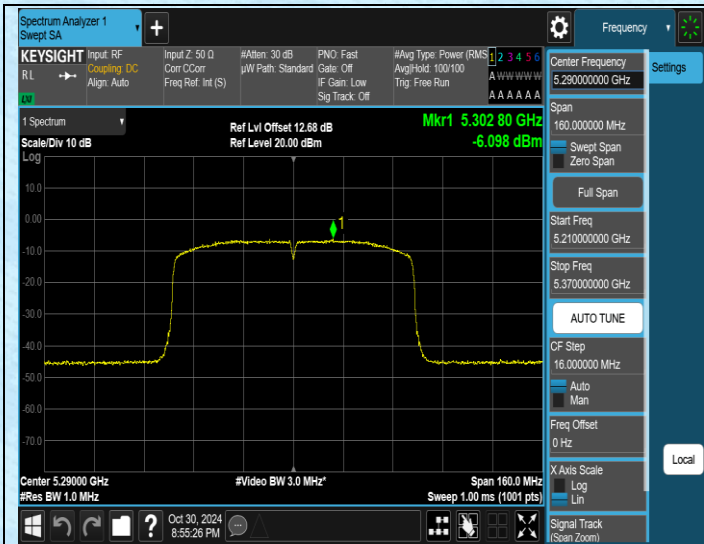 Spectrum Analyzer 1
Swept SA
Frequency
KEYSIGHT
RL
LXI
Input: RF
Coupling: DC
Align: Auto
Input Z: 50 Ω
Corr CCorr
Freq Ref: Int (S)
#Atten: 30 dB
µW Path: Standard
PNO: Fast
Gate: Off
IF Gain: Low
Sig Track: Off
#Avg Type: Power (RMS
Avg|Hold: 100/100
Trig: Free Run
1 2 3 4 5 6
A W W W W W
A A A A A A
1 Spectrum
Scale/Div 10 dB
Log
Ref Lvl Offset 12.68 dB
Ref Level 20.00 dBm
Mkr1 5.302 80 GHz
-6.098 dBm
10.0
0.00
-10.0
-20.0
-30.0
-40.0
-50.0
-60.0
-70.0
1
Center 5.29000 GHz
#Res BW 1.0 MHz
#Video BW 3.0 MHz*
Span 160.0 MHz
Sweep 1.00 ms (1001 pts)
Oct 30, 2024
8:55:26 PM
Center Frequency
5.290000000 GHz
Span
160.000000 MHz
Swept Span
Zero Span
Full Span
Start Freq
5.210000000 GHz
Stop Freq
5.370000000 GHz
AUTO TUNE
CF Step
16.000000 MHz
Auto
Man
Freq Offset
0 Hz
X Axis Scale
Log
Lin
Signal Track
(Span Zoom)
Settings
Local